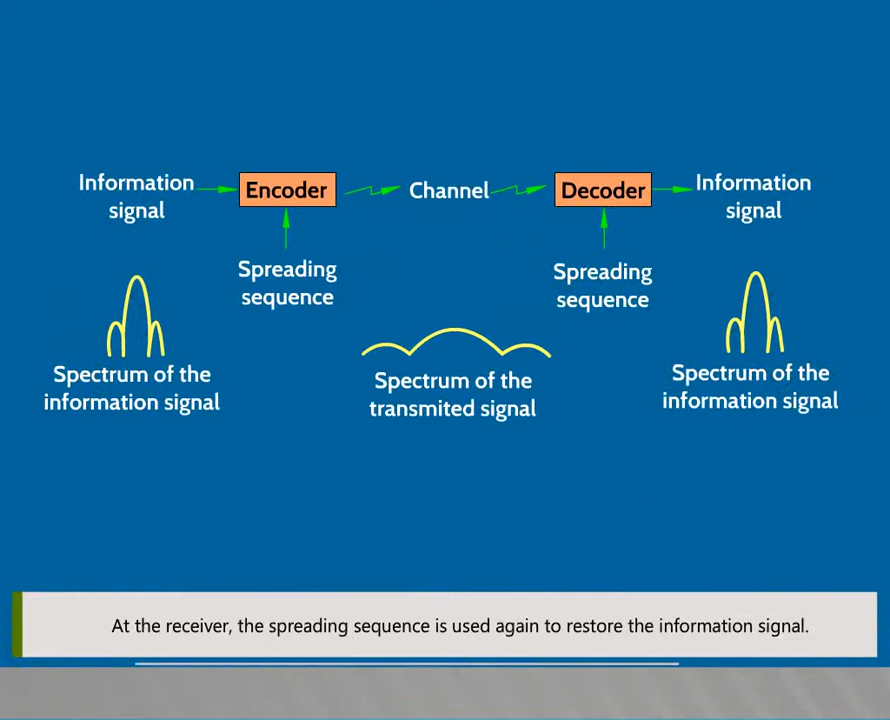 Information
signal
Encoder
Channel
Decoder
Information
signal
Spreading
sequence
Spreading
sequence
Spectrum of the
information signal
Spectrum of the
transmited signal
Spectrum of the
information signal
At the receiver, the spreading sequence is used again to restore the information signal.